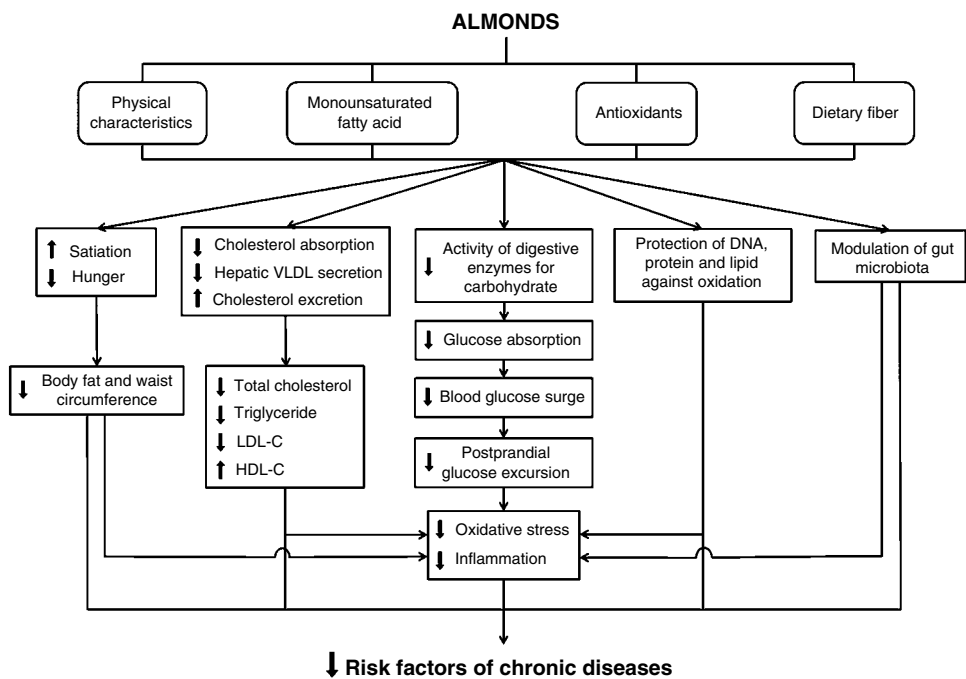 ALMONDS
Physical
characteristics
Monounsaturated
fatty acid
Antioxidants
Dietary fiber
↑ Satiation
↓ Hunger
↓ Cholesterol absorption
↓ Hepatic VLDL secretion
↑ Cholesterol excretion
Activity of digestive
↓ enzymes for
carbohydrate
Protection of DNA,
protein and lipid
against oxidation
Modulation of gut
microbiota
↓ Glucose absorption
↓ Body fat and waist
circumference
↓ Total cholesterol
↓ Triglyceride
↓ LDL-C
↑ HDL-C
↓ Blood glucose surge
↓ Postprandial
glucose excursion
↓ Oxidative stress
↓ Inflammation
↓ Risk factors of chronic diseases